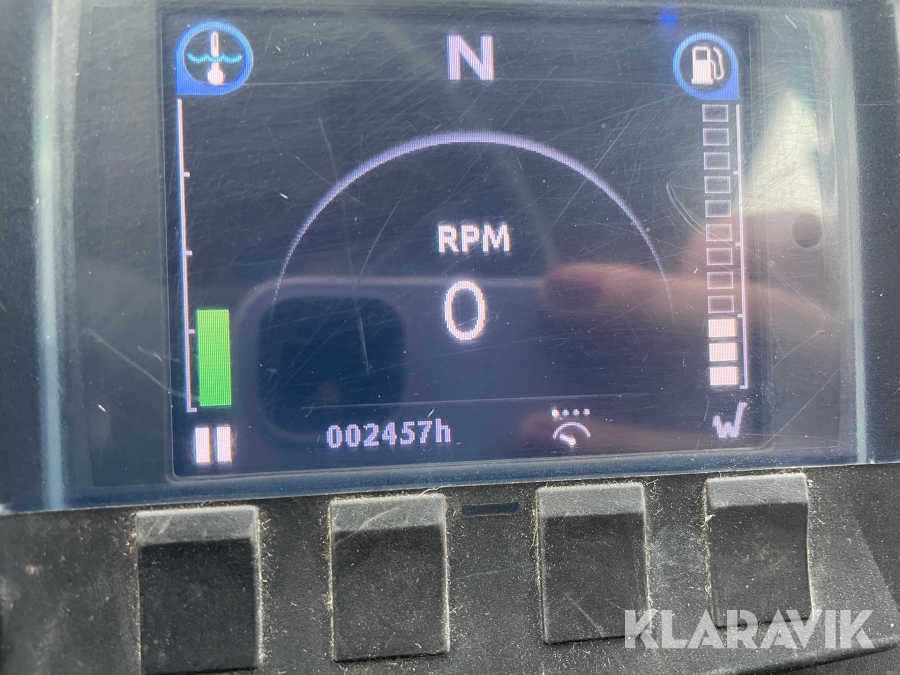 N
RPM
0
002457h
W
KLARAVIK